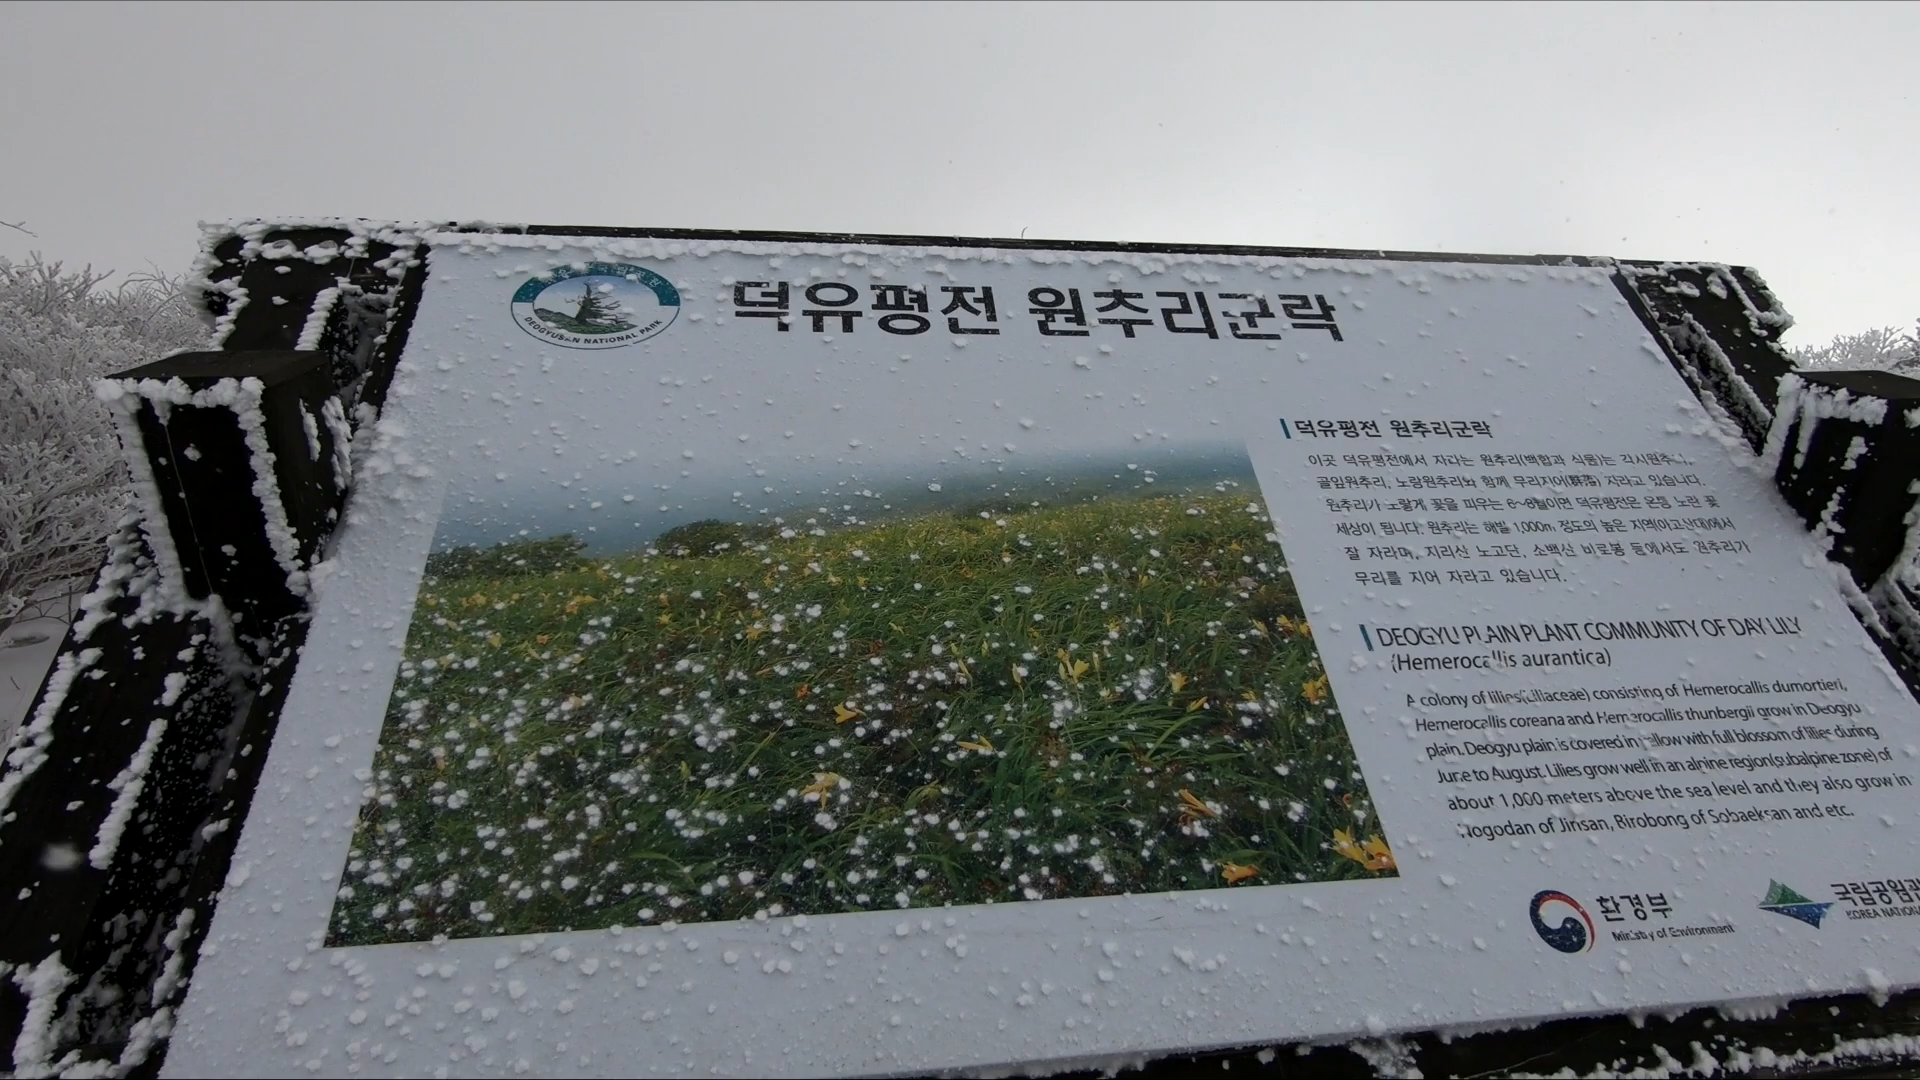 DEOGYUSAN NATIONAL PARK
덕유평전 원추리군락
덕유평전 원추리군락
이곳 덕유평전에서 자라는 원추리(백합과 식물)는 각시원추리,
골잎원추리, 노랑원추리와 함께 무리지어(群落) 자라고 있습니다.
원추리가 노랗게 꽃을 피우는 6~8월이면 덕유평전은 온통 노란 꽃
세상이 됩니다. 원추리는 해발 1,000m 정도의 높은 지역(아고산대)에서
잘 자라며, 지리산 노고단, 소백산 비로봉 등에서도 원추리가
무리를 지어 자라고 있습니다.
DEOGYU PLAIN PLANT COMMUNITY OF DAY LILY
(Hemerocallis aurantica)
A colony of lilies(Liliaceae) consisting of Hemerocallis dumortieri,
Hemerocallis coreana and Hemerocallis thunbergii grow in Deogyu
plain. Deogyu plain is covered in yellow with full blossom of lilies during
June to August. Lilies grow well in an alpine region(subalpine zone) of
about 1,000 meters above the sea level and they also grow in
Nogodan of Jirisan, Birobong of Sobaeksan and etc.
환경부
Ministry of Environment
국립공원
KOREA NATIONAL